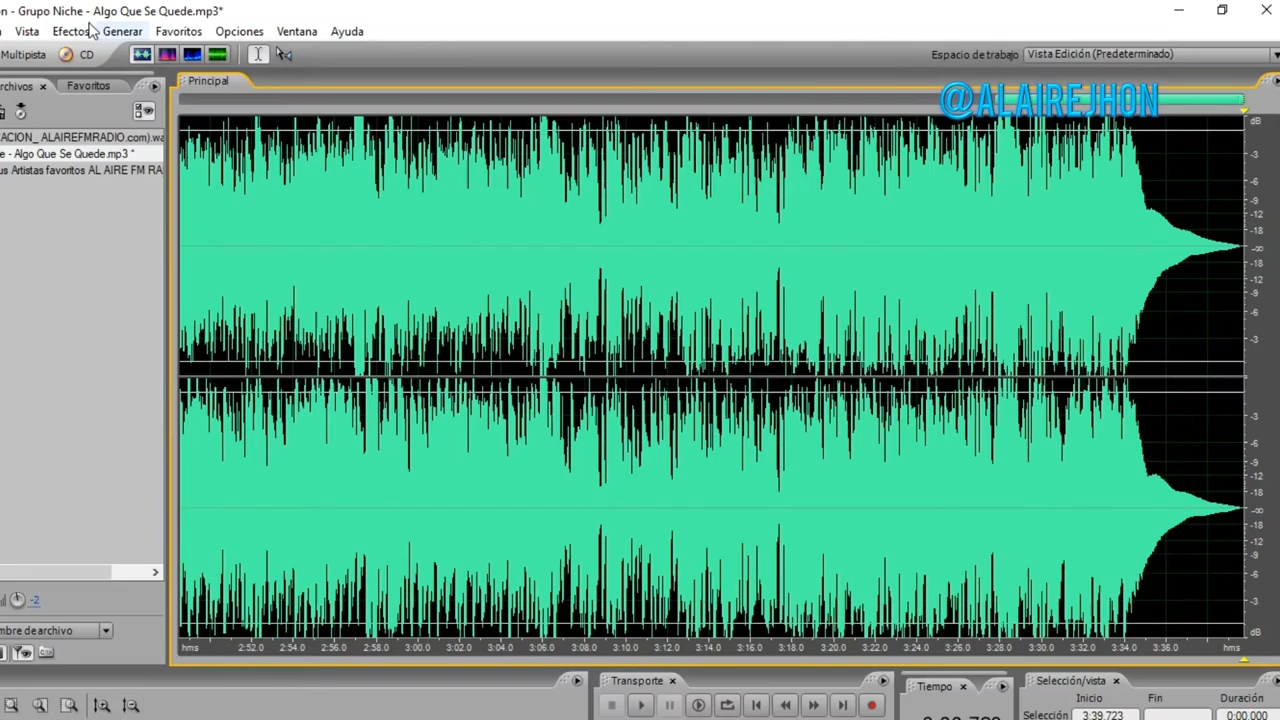 n - Grupo Niche - Algo Que Se Quede.mp3*
Vista Efectos Generar Favoritos Opciones Ventana Ayuda
Multipista CD Espacio de trabajo Vista Edición (Predeterminado)
rchivos Favoritos Principal
@ALAIREJHON
ACION_ ALAIREFMRADIO.com).wa
e - Algo Que Se Quede.mp3 *
us Artistas favoritos AL AIRE FM RA
dB
-3
-6
-9
-12
-18
-∞
-18
-12
-9
-6
-3
-3
-6
-9
-12
-18
-∞
-18
-12
-9
-6
-3
dB
-2
mbre de archivo
hms 2:52.0 2:54.0 2:56.0 2:58.0 3:00.0 3:02.0 3:04.0 3:06.0 3:08.0 3:10.0 3:12.0 3:14.0 3:16.0 3:18.0 3:20.0 3:22.0 3:24.0 3:26.0 3:28.0 3:30.0 3:32.0 3:34.0 3:36.0 hms
Transporte Tiempo Selección/vista
Inicio Fin Duración
Selección 3:39.723 0:00.000